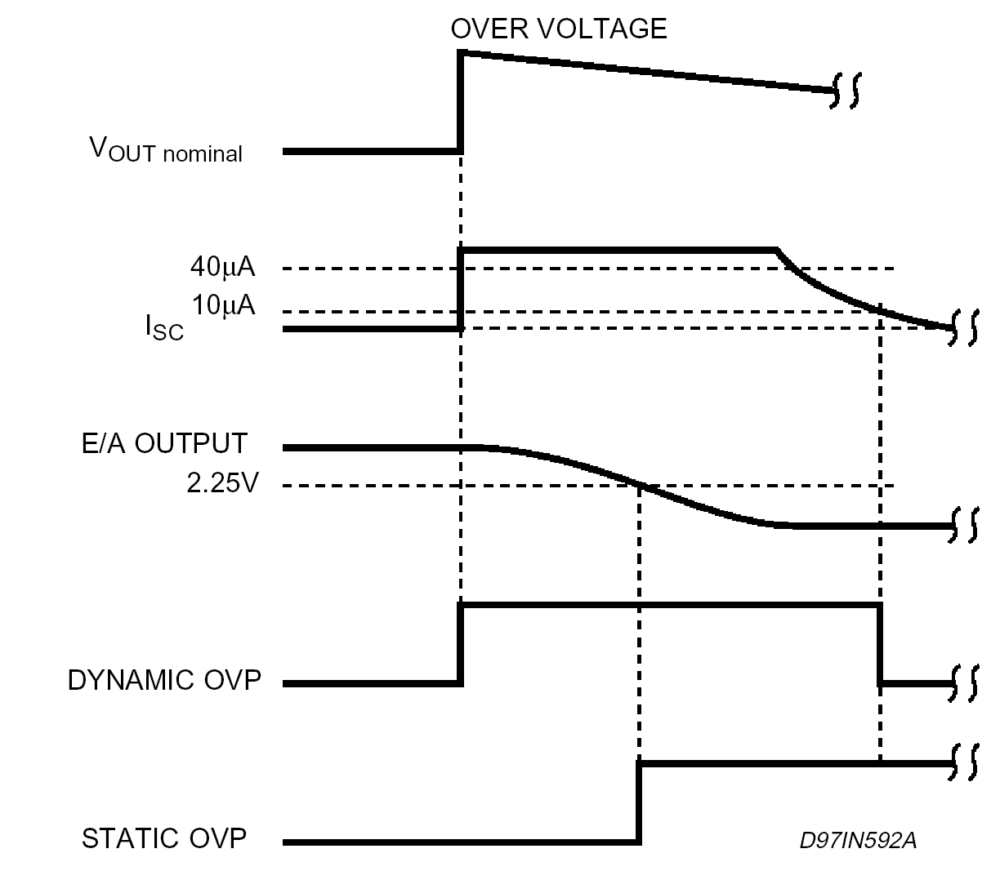 OVER VOLTAGE
VOUT nominal
40μA
10μA
ISC
E/A OUTPUT
2.25V
DYNAMIC OVP
STATIC OVP
D97IN592A